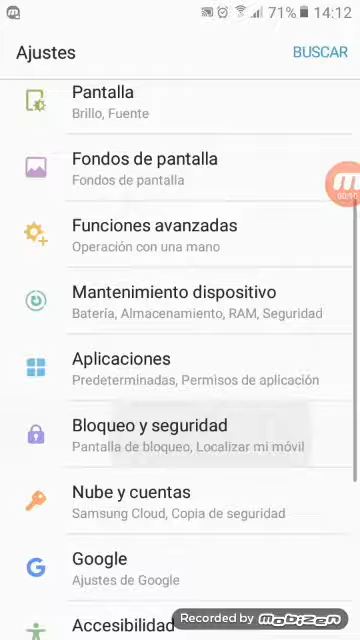 71% 14:12
Ajustes BUSCAR
Pantalla
Brillo, Fuente
Fondos de pantalla
Fondos de pantalla
00:10
Funciones avanzadas
Operación con una mano
Mantenimiento dispositivo
Batería, Almacenamiento, RAM, Seguridad
Aplicaciones
Predeterminadas, Permisos de aplicación
Bloqueo y seguridad
Pantalla de bloqueo, Localizar mi móvil
Nube y cuentas
Samsung Cloud, Copia de seguridad
Google
Ajustes de Google
Accesibilidad
Recorded by mobizen